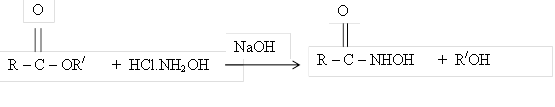 O O
NaOH
R – C – OR′ + HCl.NH₂OH R – C – NHOH + R′OH